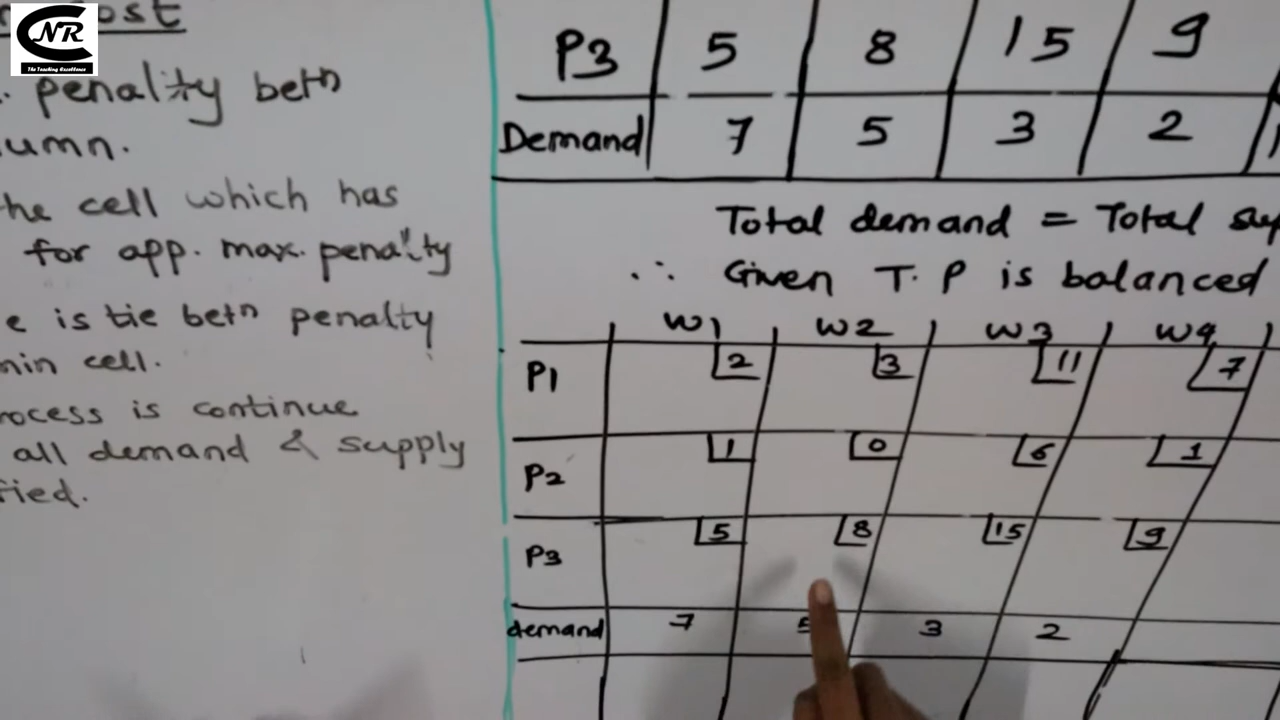 NR
The Teaching Excellence
cost
penalty betn
umn.
the cell which has
for app. max. penalty
e is tie betn penalty
min cell.
rocess is continue
all demand & supply
fied.
P3 5 8 15 9
Demand 7 5 3 2
Total demand = Total sup
∴ Given T.P is balanced
W1 W2 W3 W4
P1 2 3 11 7
P2 1 0 6 1
P3 5 8 15 9
demand 7 5 3 2